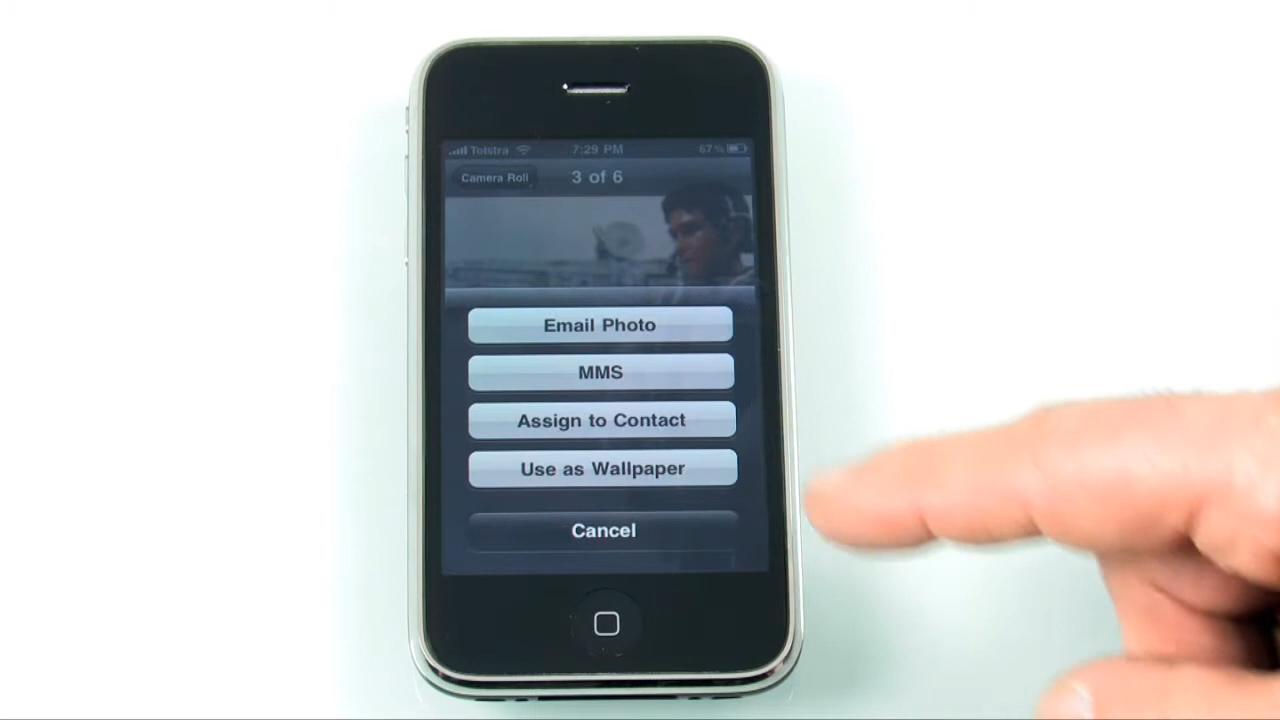 Telstra 7:29 PM 67%
Camera Roll 3 of 6
Email Photo
MMS
Assign to Contact
Use as Wallpaper
Cancel